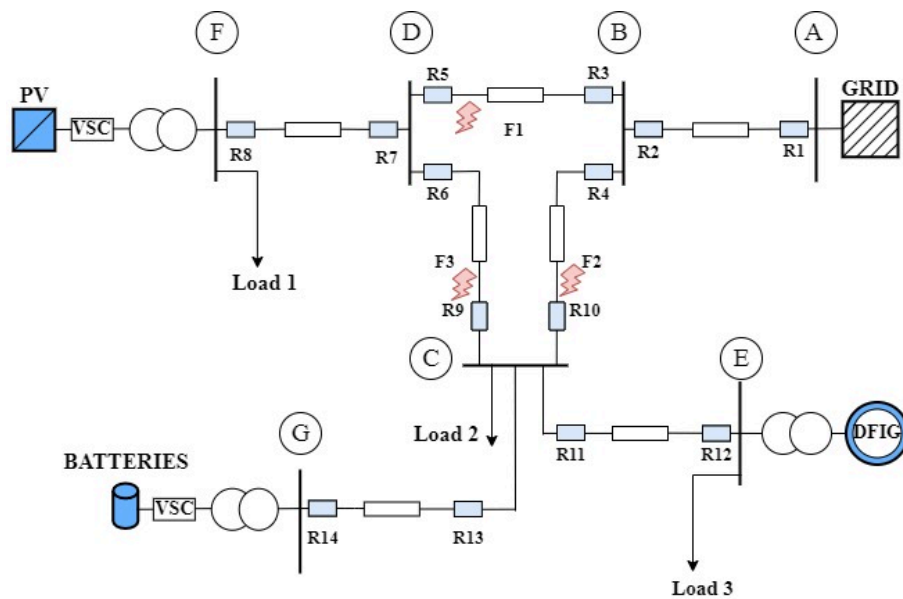 F
D
B
A
PV
R5
R3
GRID
VSC
F1
R8
R7
R2
R1
R6
R4
F3
F2
Load 1
R9
R10
C
E
Load 2
G
DFIG
R11
R12
BATTERIES
VSC
R14
R13
Load 3